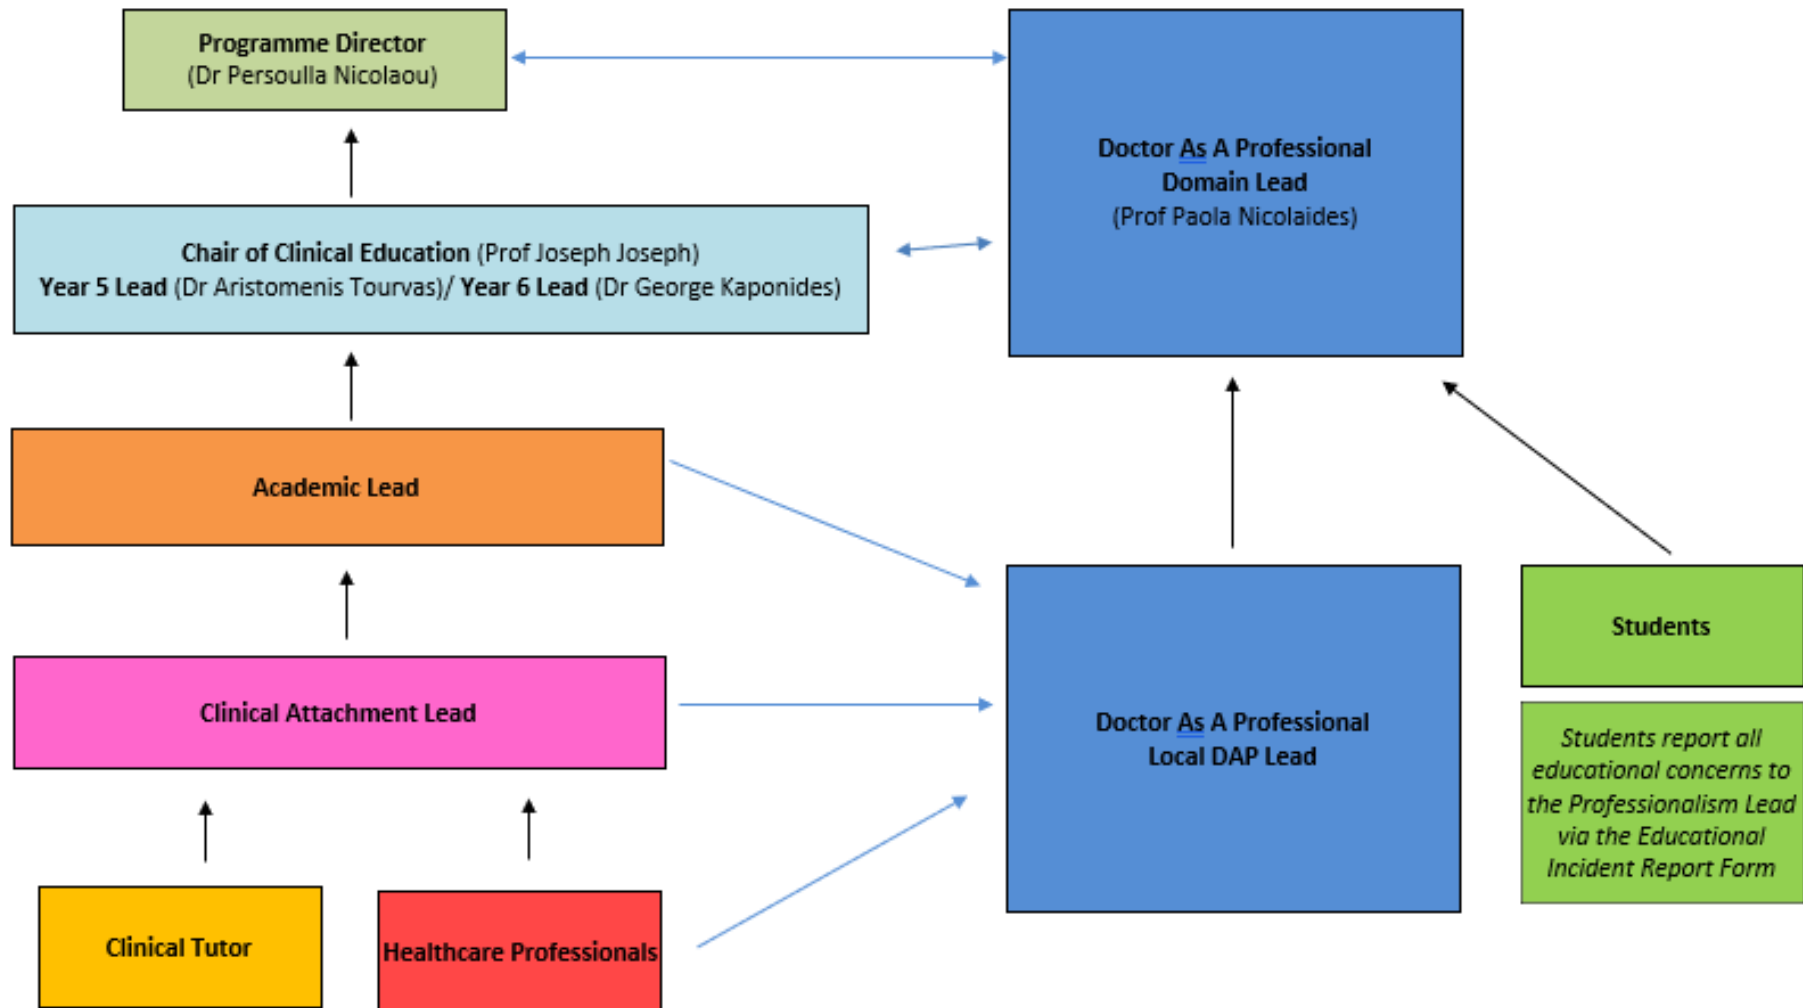 Programme Director
(Dr Persoulla Nicolaou)
Doctor As A Professional
Domain Lead
(Prof Paola Nicolaides)
Chair of Clinical Education (Prof Joseph Joseph)
Year 5 Lead (Dr Aristomenis Tourvas)/ Year 6 Lead (Dr George Kaponides)
Academic Lead
Clinical Attachment Lead
Doctor As A Professional
Local DAP Lead
Students
Students report all
educational concerns to
the Professionalism Lead
via the Educational
Incident Report Form
Clinical Tutor
Healthcare Professionals